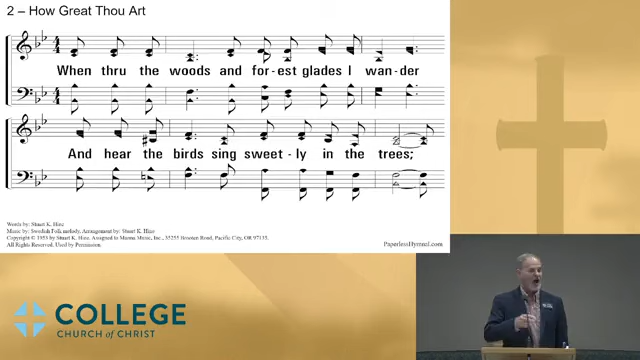 2 – How Great Thou Art
When thru the woods and for-est glades I wan-der
And hear the birds sing sweet-ly in the trees;
Words by: Stuart K. Hine
Music by: Swedish Folk melody, Arrangement by: Stuart K. Hine
Copyright © 1953 by Stuart K. Hine. Assigned to Manna Music, Inc., 35255 Brooten Road, Pacific City, OR 97135.
All Rights Reserved. Used by Permission.
PaperlessHymnal.com
COLLEGE
CHURCH of CHRIST